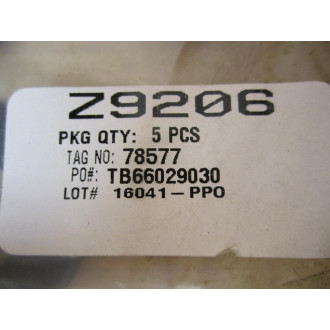 Z9206
PKG QTY: 5 PCS
TAG NO: 78577
PO#: TB66029030
LOT# 16041-PPO